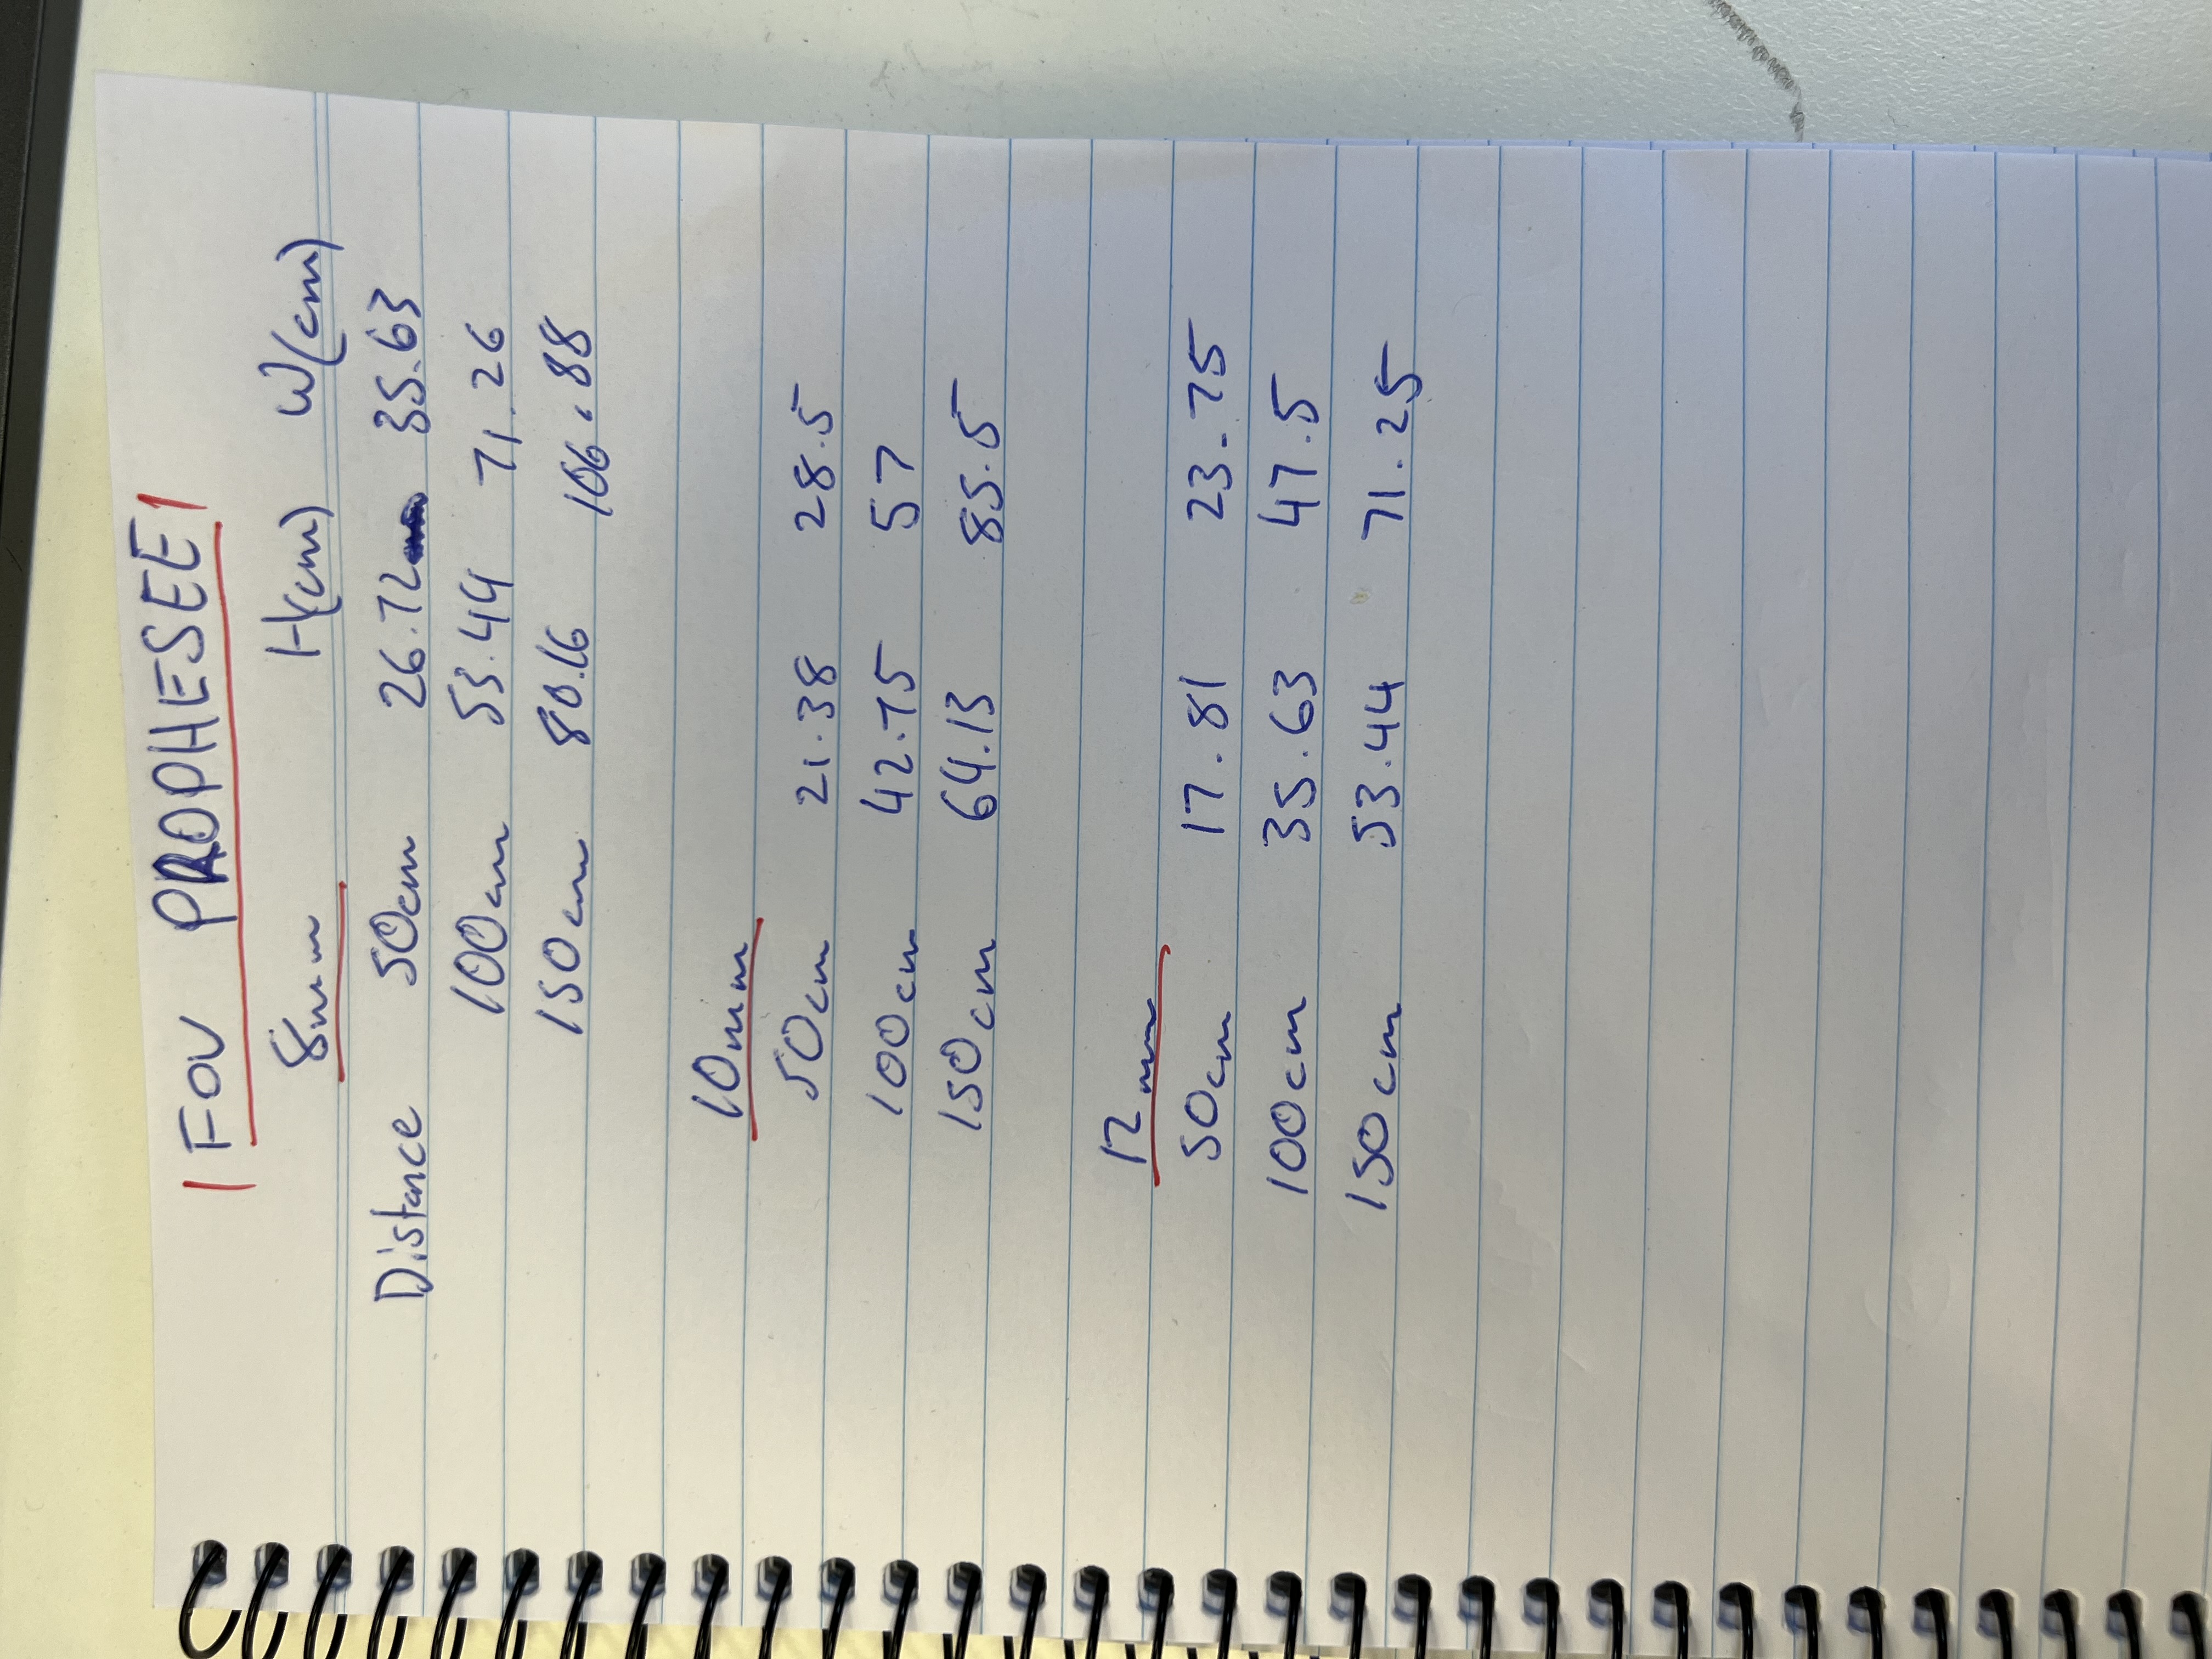 FOV PROPHESEE
8mm H(cm) W(cm)
Distance 50cm 26.72 35.63
100cm 53.44 71.26
150cm 80.16 106.88
10mm
50cm 21.38 28.5
100cm 42.75 57
150cm 64.13 85.5
12mm
50cm 17.81 23.75
100cm 35.63 47.5
150cm 53.44 71.25